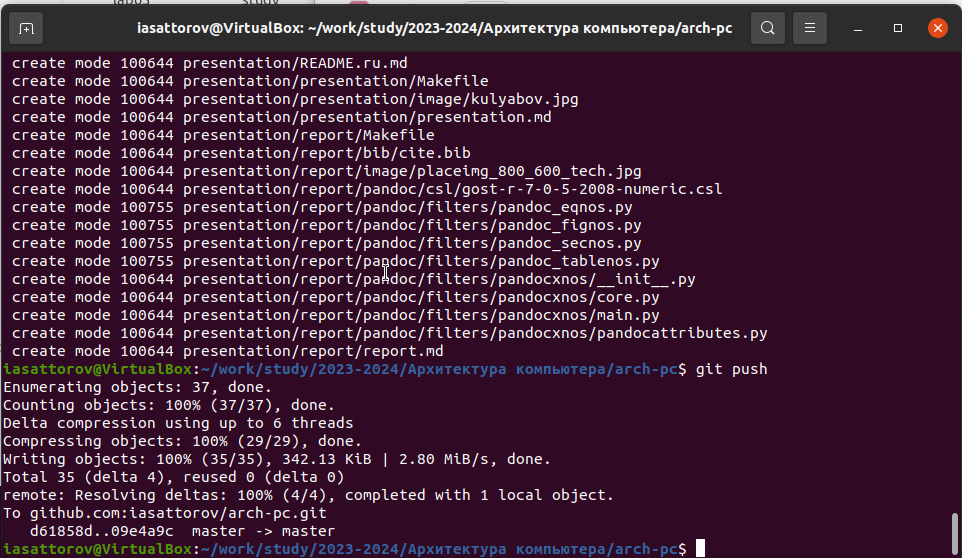 iasattorov@VirtualBox: ~/work/study/2023-2024/Архитектура компьютера/arch-pc
create mode 100644 presentation/README.ru.md
create mode 100644 presentation/presentation/Makefile
create mode 100644 presentation/presentation/image/kulyabov.jpg
create mode 100644 presentation/presentation/presentation.md
create mode 100644 presentation/report/Makefile
create mode 100644 presentation/report/bib/cite.bib
create mode 100644 presentation/report/image/placeimg_800_600_tech.jpg
create mode 100644 presentation/report/pandoc/csl/gost-r-7-0-5-2008-numeric.csl
create mode 100755 presentation/report/pandoc/filters/pandoc_eqnos.py
create mode 100755 presentation/report/pandoc/filters/pandoc_fignos.py
create mode 100755 presentation/report/pandoc/filters/pandoc_secnos.py
create mode 100755 presentation/report/pandoc/filters/pandoc_tablenos.py
create mode 100644 presentation/report/pandoc/filters/pandocxnos/__init__.py
create mode 100644 presentation/report/pandoc/filters/pandocxnos/core.py
create mode 100644 presentation/report/pandoc/filters/pandocxnos/main.py
create mode 100644 presentation/report/pandoc/filters/pandocxnos/pandocattributes.py
create mode 100644 presentation/report/report.md
iasattorov@VirtualBox:~/work/study/2023-2024/Архитектура компьютера/arch-pc$ git push
Enumerating objects: 37, done.
Counting objects: 100% (37/37), done.
Delta compression using up to 6 threads
Compressing objects: 100% (29/29), done.
Writing objects: 100% (35/35), 342.13 KiB | 2.80 MiB/s, done.
Total 35 (delta 4), reused 0 (delta 0)
remote: Resolving deltas: 100% (4/4), completed with 1 local object.
To github.com:iasattorov/arch-pc.git
d61858d..09e4a9c master -> master
iasattorov@VirtualBox:~/work/study/2023-2024/Архитектура компьютера/arch-pc$